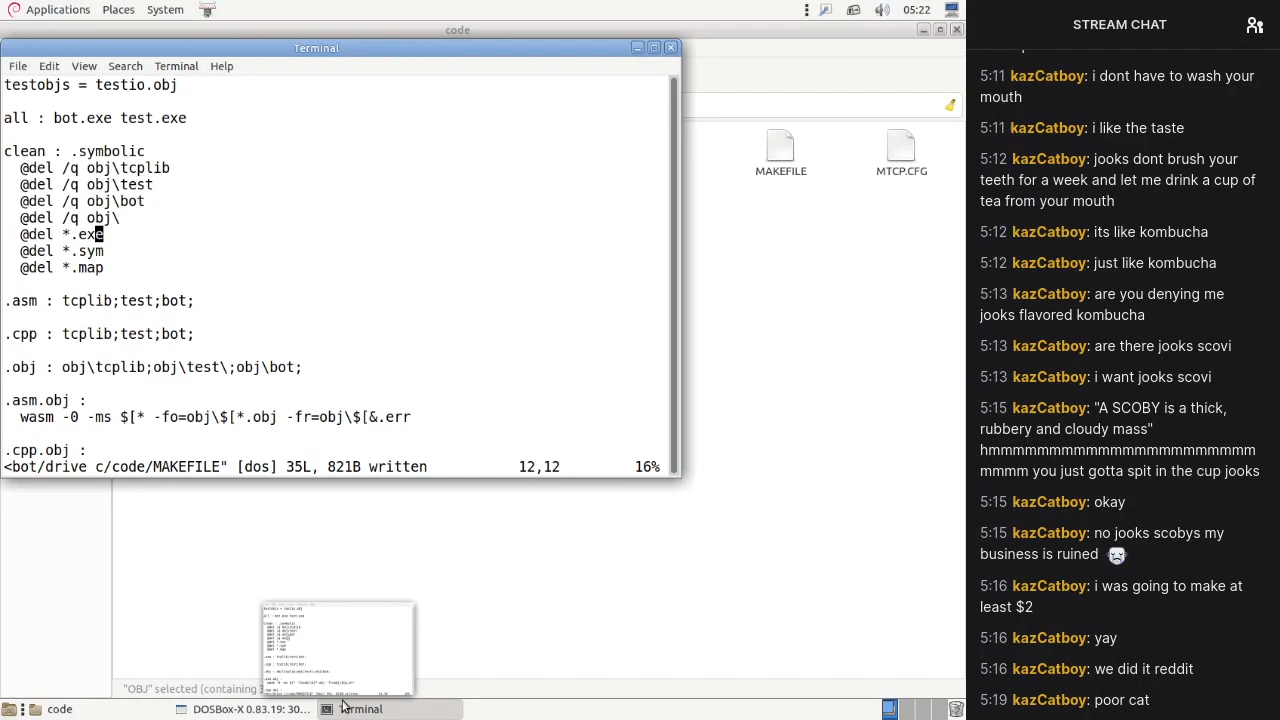 Applications Places System 05:22
code
Terminal
File Edit View Search Terminal Help
testobjs = testio.obj
all : bot.exe test.exe
clean : .symbolic
@del /q obj\tcplib
@del /q obj\test
@del /q obj\bot
@del /q obj\
@del *.exe
@del *.sym
@del *.map
.asm : tcplib;test;bot;
.cpp : tcplib;test;bot;
.obj : obj\tcplib;obj\test\;obj\bot;
.asm.obj :
wasm -0 -ms $[* -fo=obj\$[*.obj -fr=obj\$[&.err
.cpp.obj :
<bot/drive c/code/MAKEFILE" [dos] 35L, 821B written 12,12 16%
MAKEFILE
MTCP.CFG
"OBJ" selected (containing
code
DOSBox-X 0.83.19: 30...
Terminal
STREAM CHAT
5:11 kazCatboy: i dont have to wash your
mouth
5:11 kazCatboy: i like the taste
5:12 kazCatboy: jooks dont brush your
teeth for a week and let me drink a cup of
tea from your mouth
5:12 kazCatboy: its like kombucha
5:12 kazCatboy: just like kombucha
5:13 kazCatboy: are you denying me
jooks flavored kombucha
5:13 kazCatboy: are there jooks scovi
5:13 kazCatboy: i want jooks scovi
5:15 kazCatboy: "A SCOBY is a thick,
rubbery and cloudy mass"
hmmmmmmmmmmmmmmmmmmmmmm
mmmm you just gotta spit in the cup jooks
5:15 kazCatboy: okay
5:15 kazCatboy: no jooks scobys my
business is ruined
5:16 kazCatboy: i was going to make at
least $2
5:16 kazCatboy: yay
5:16 kazCatboy: we did it reddit
5:19 kazCatboy: poor cat